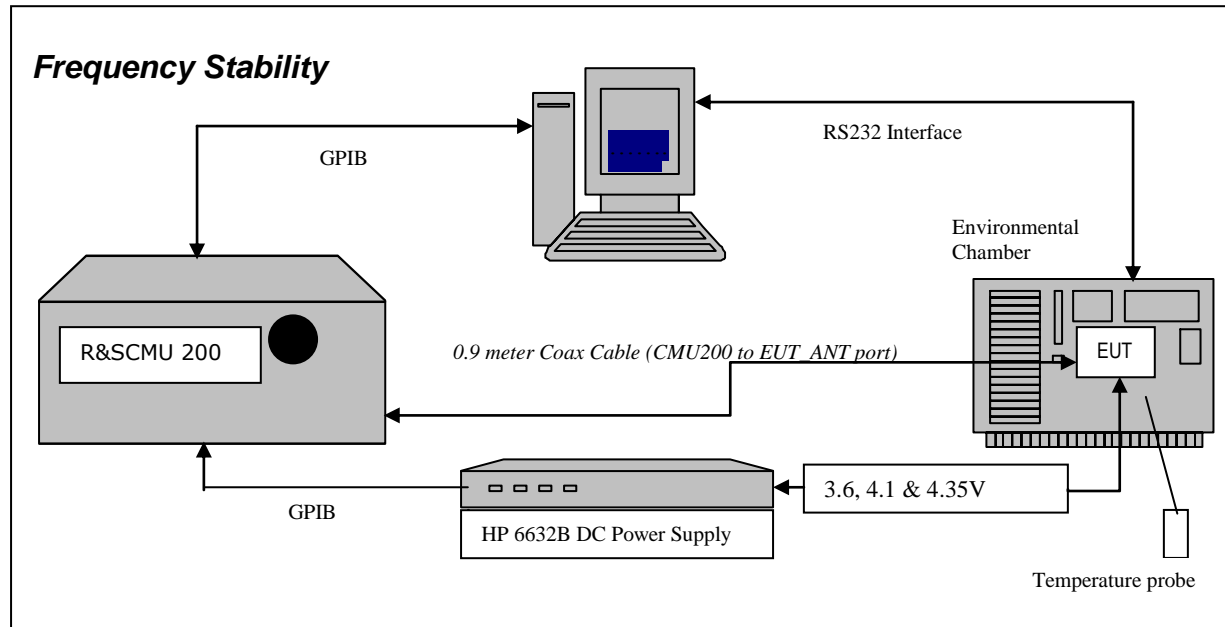 Frequency Stability
GPIB
RS232 Interface
Environmental
Chamber
R&SCMU 200
0.9 meter Coax Cable (CMU200 to EUT_ANT port)
EUT
3.6, 4.1 & 4.35V
GPIB
HP 6632B DC Power Supply
Temperature probe